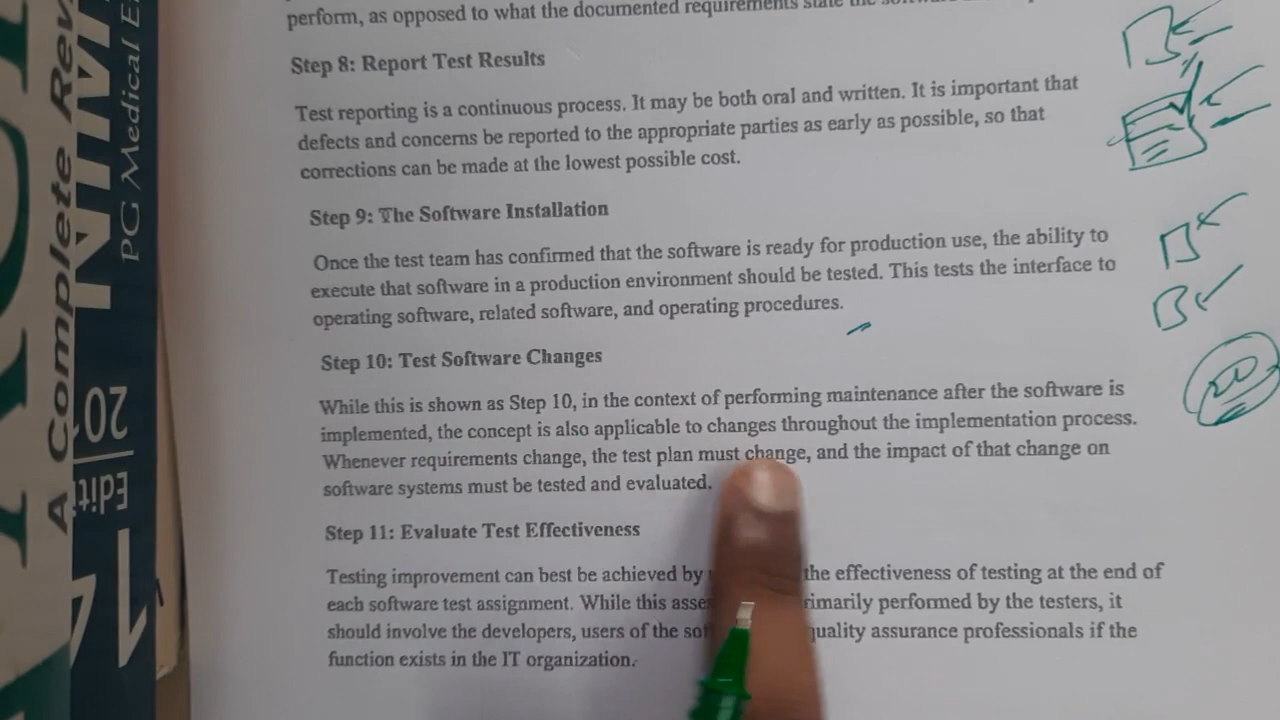 perform, as opposed to what the documented requirements state the
Step 8: Report Test Results
Test reporting is a continuous process. It may be both oral and written. It is important that
defects and concerns be reported to the appropriate parties as early as possible, so that
corrections can be made at the lowest possible cost.
Step 9: The Software Installation
Once the test team has confirmed that the software is ready for production use, the ability to
execute that software in a production environment should be tested. This tests the interface to
operating software, related software, and operating procedures.
Step 10: Test Software Changes
While this is shown as Step 10, in the context of performing maintenance after the software is
implemented, the concept is also applicable to changes throughout the implementation process.
Whenever requirements change, the test plan must change, and the impact of that change on
software systems must be tested and evaluated.
Step 11: Evaluate Test Effectiveness
Testing improvement can best be achieved by the effectiveness of testing at the end of
each software test assignment. While this primarily performed by the testers, it
should involve the developers, users of the quality assurance professionals if the
function exists in the IT organization.
A Complete Rev
NIMH
PG Medical E
20
Editi